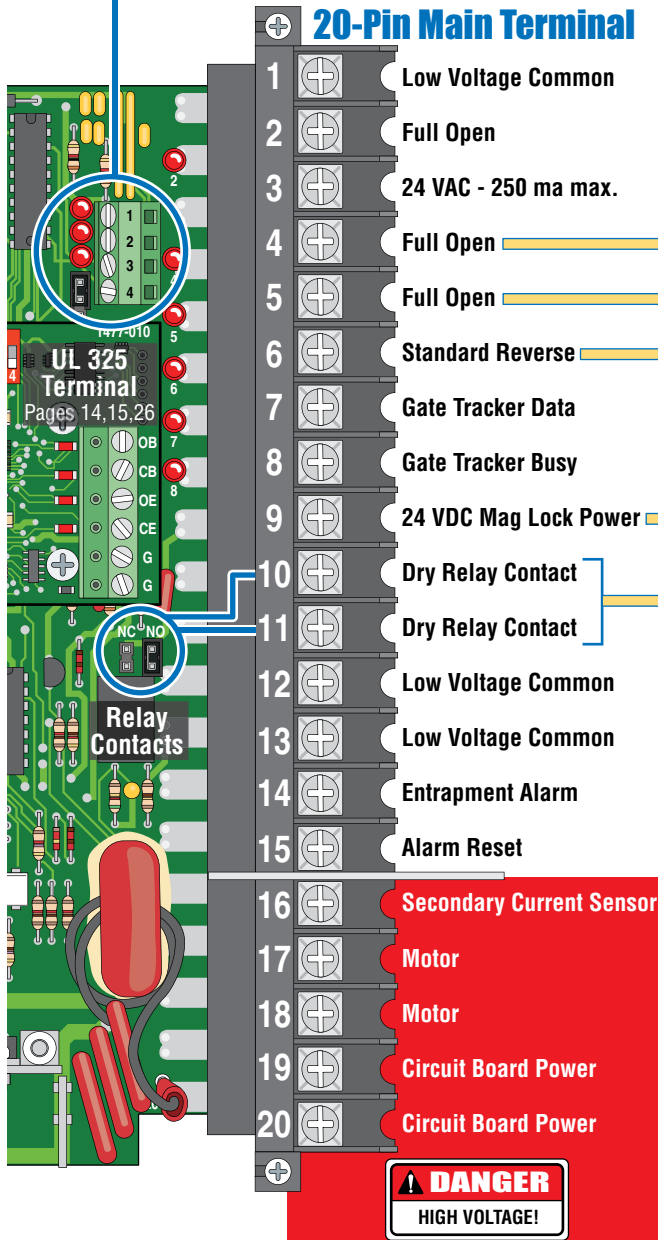 20-Pin Main Terminal
1 Low Voltage Common
2 Full Open
3 24 VAC - 250 ma max.
4 Full Open
5 Full Open
6 Standard Reverse
7 Gate Tracker Data
8 Gate Tracker Busy
9 24 VDC Mag Lock Power
10 Dry Relay Contact
11 Dry Relay Contact
12 Low Voltage Common
13 Low Voltage Common
14 Entrapment Alarm
15 Alarm Reset
16 Secondary Current Sensor
17 Motor
18 Motor
19 Circuit Board Power
20 Circuit Board Power
DANGER
HIGH VOLTAGE!
2
1
2
3
4
1477-010
5
6
7
8
4
UL 325
Terminal
Pages 14,15,26
OB
CB
OE
CE
G
G
NC NO
Relay
Contacts